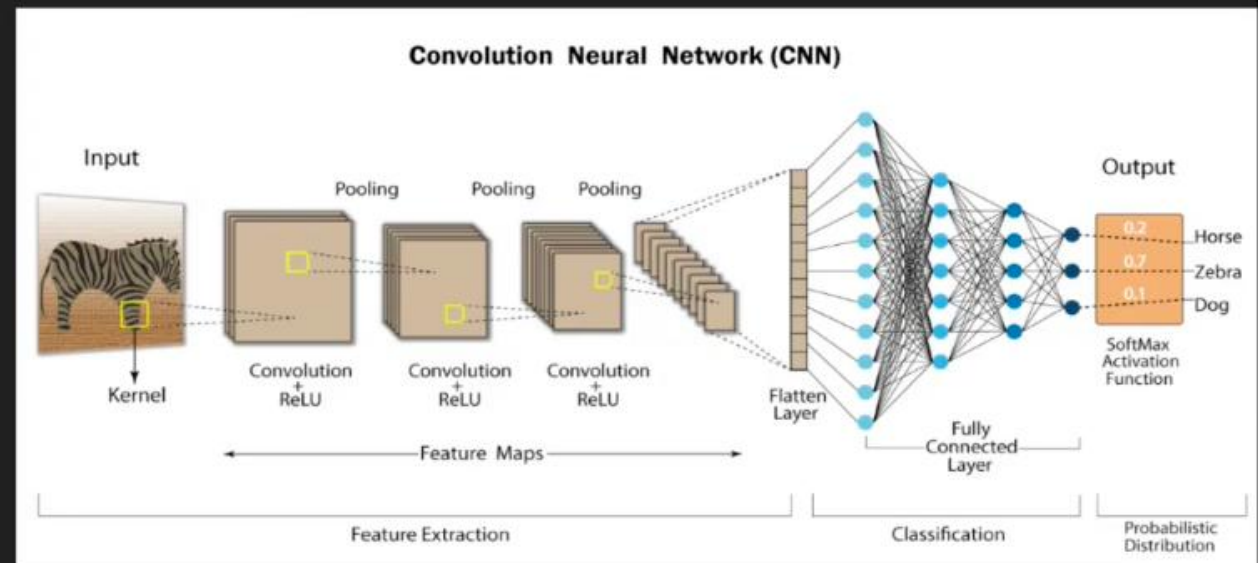 Convolution Neural Network (CNN)
Input
Kernel
Pooling
Pooling
Pooling
Convolution
+
ReLU
Convolution
+
ReLU
Convolution
+
ReLU
Feature Maps
Feature Extraction
Flatten
Layer
Fully
Connected
Layer
Classification
Output
0.2
Horse
0.7
Zebra
0.1
Dog
SoftMax
Activation
Function
Probabilistic
Distribution